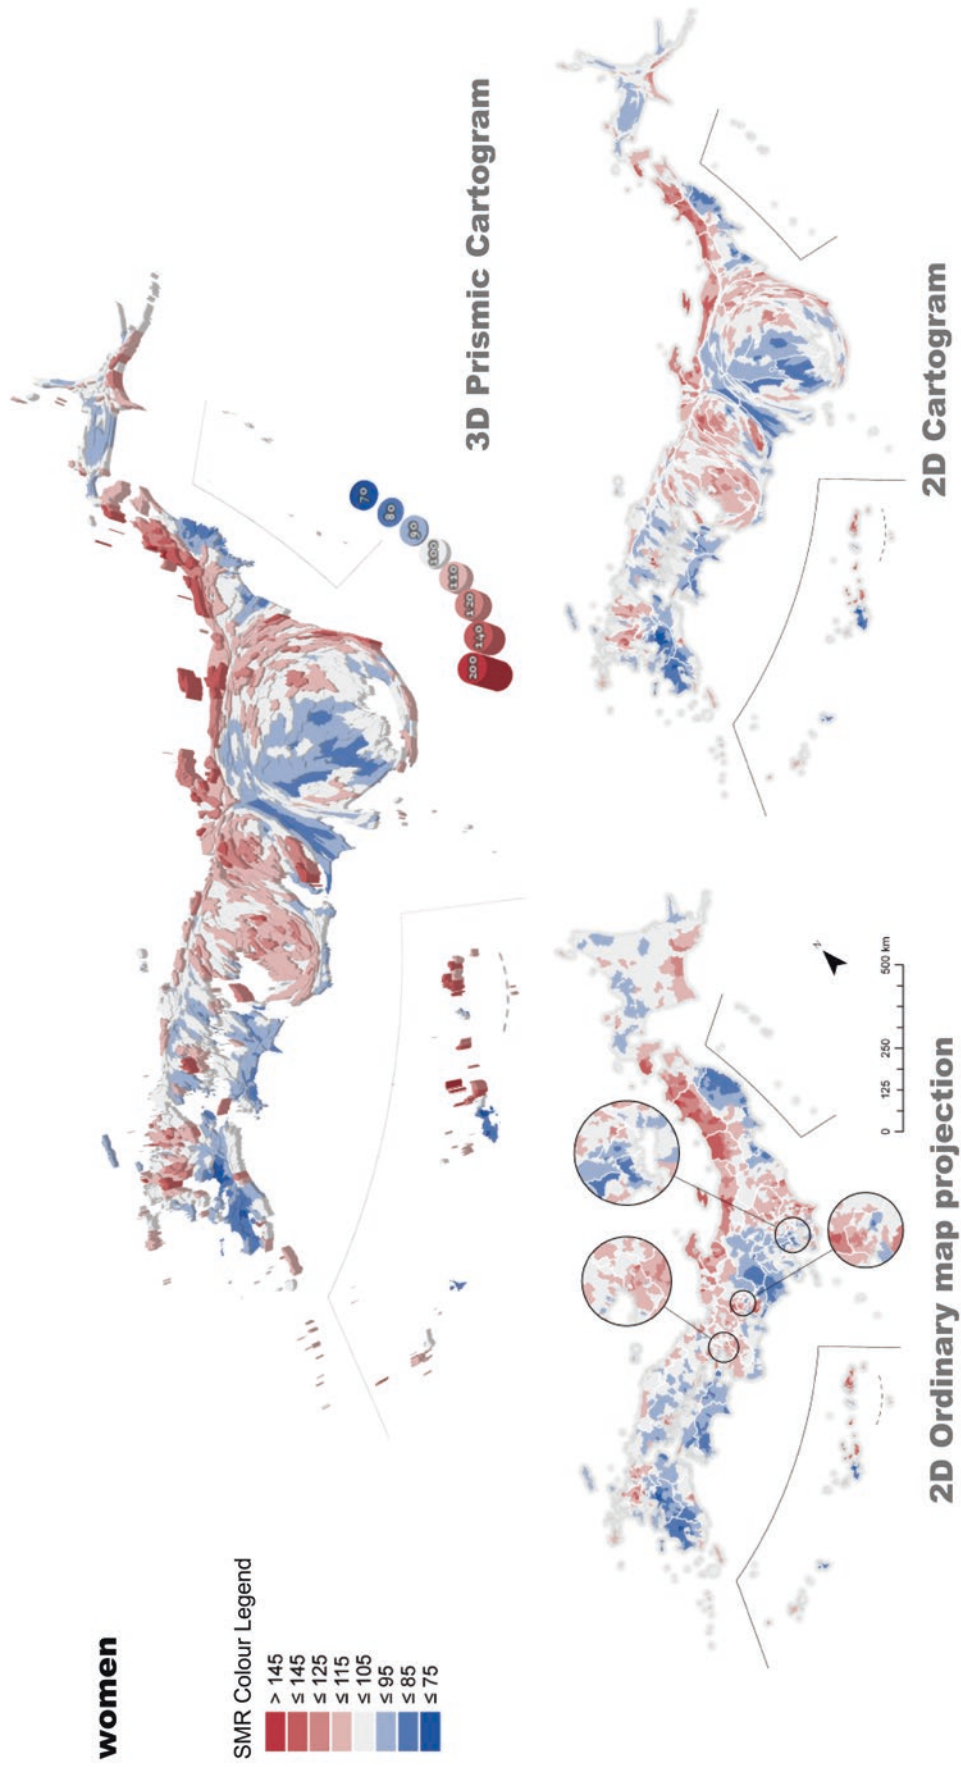 women
SMR Colour Legend
> 145
≤ 145
≤ 125
≤ 115
≤ 105
≤ 95
≤ 85
≤ 75
200
140
120
110
100
90
80
70
3D Prismic Cartogram
N
0
125
250
500 km
2D Ordinary map projection
2D Cartogram